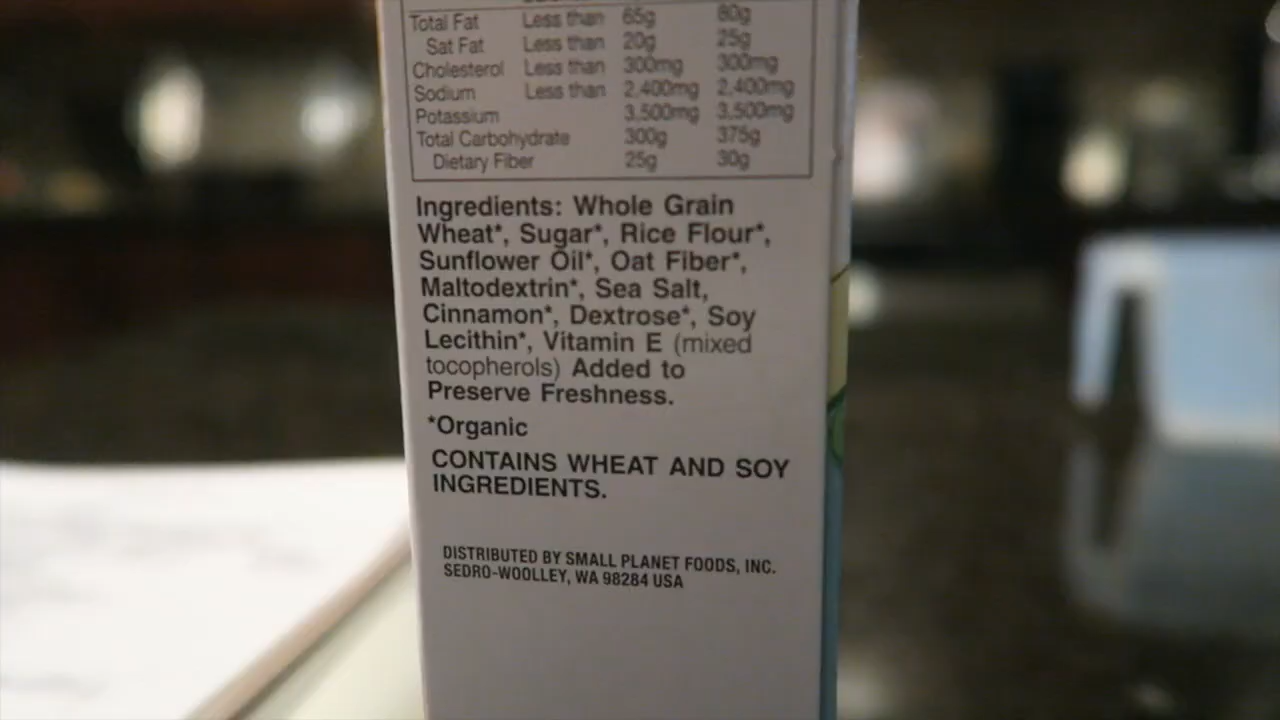 Total Fat Less than 65g 80g
Sat Fat Less than 20g 25g
Cholesterol Less than 300mg 300mg
Sodium Less than 2,400mg 2,400mg
Potassium 3,500mg 3,500mg
Total Carbohydrate 300g 375g
Dietary Fiber 25g 30g
Ingredients: Whole Grain
Wheat*, Sugar*, Rice Flour*,
Sunflower Oil*, Oat Fiber*,
Maltodextrin*, Sea Salt,
Cinnamon*, Dextrose*, Soy
Lecithin*, Vitamin E (mixed
tocopherols) Added to
Preserve Freshness.
*Organic
CONTAINS WHEAT AND SOY
INGREDIENTS.
DISTRIBUTED BY SMALL PLANET FOODS, INC.
SEDRO-WOOLLEY, WA 98284 USA